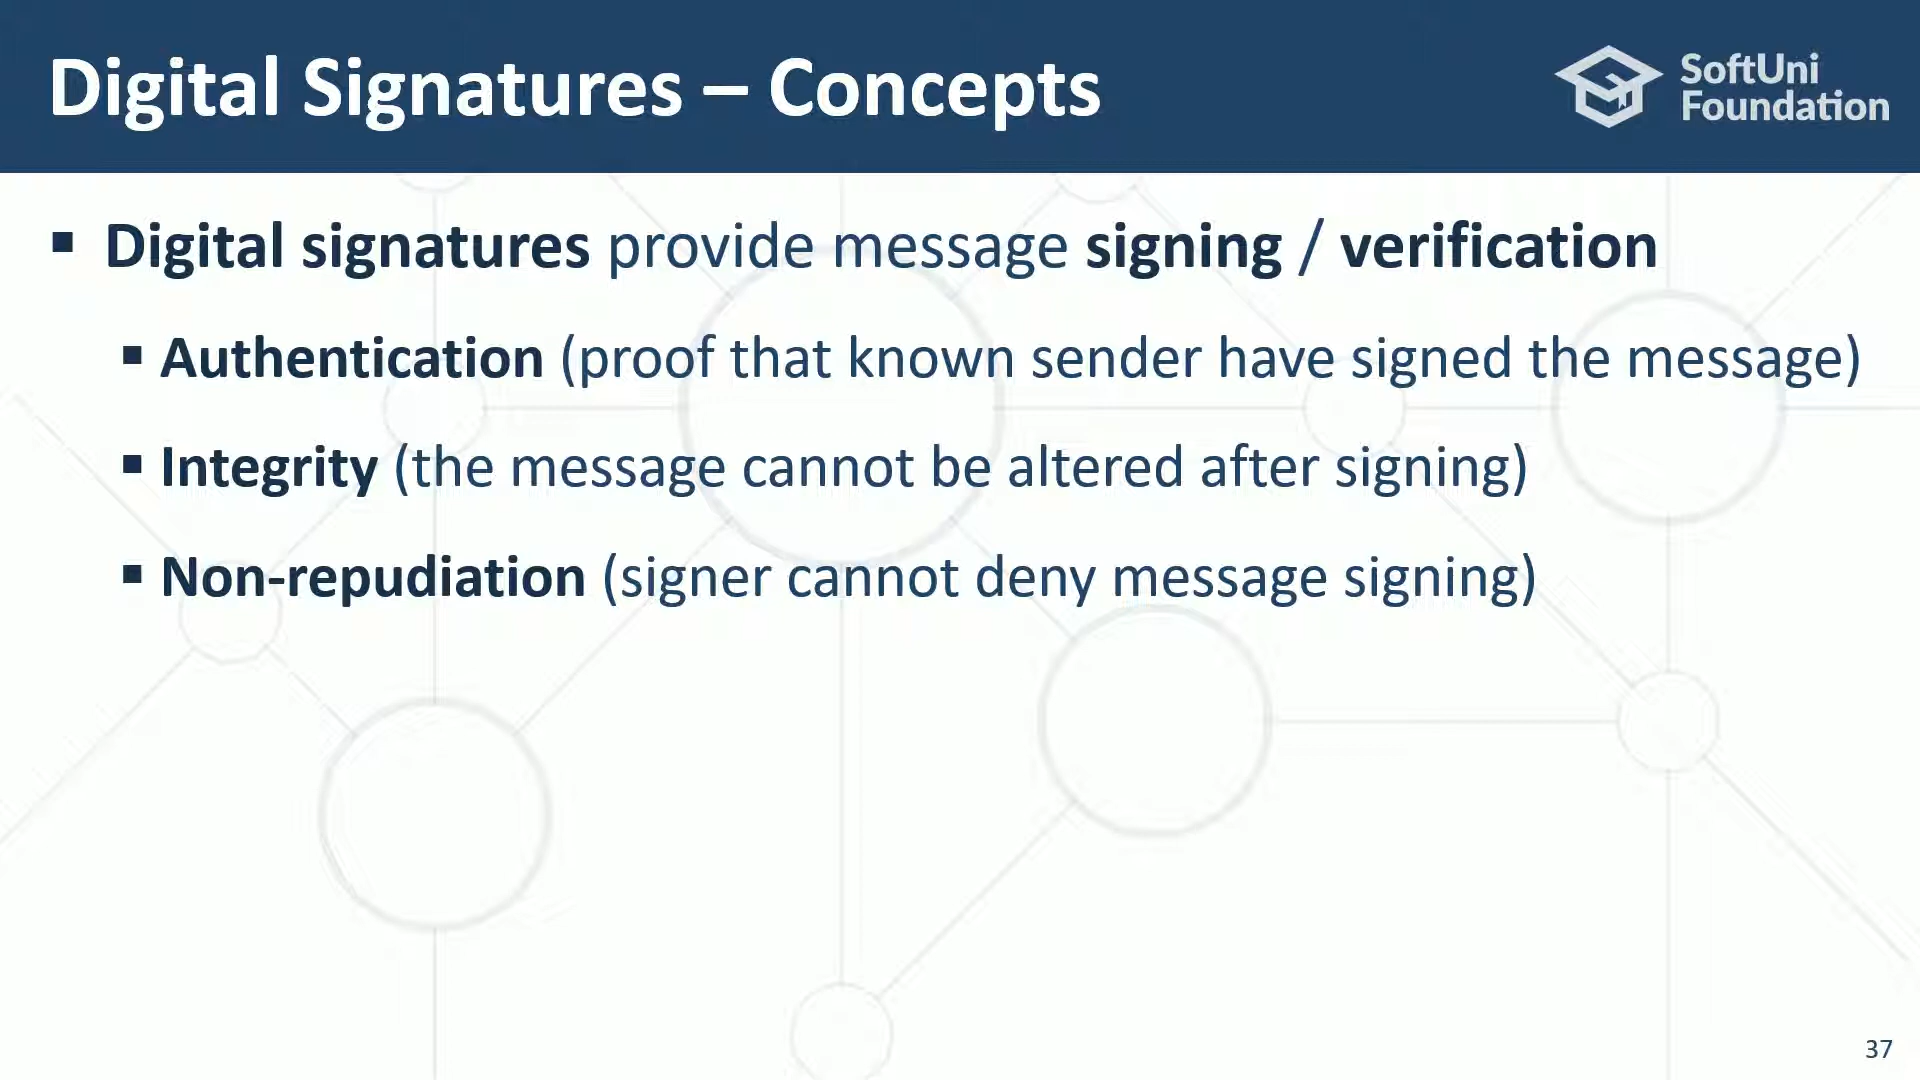 Digital Signatures – Concepts
SoftUni
Foundation
▪ Digital signatures provide message signing / verification
▪ Authentication (proof that known sender have signed the message)
▪ Integrity (the message cannot be altered after signing)
▪ Non-repudiation (signer cannot deny message signing)
37